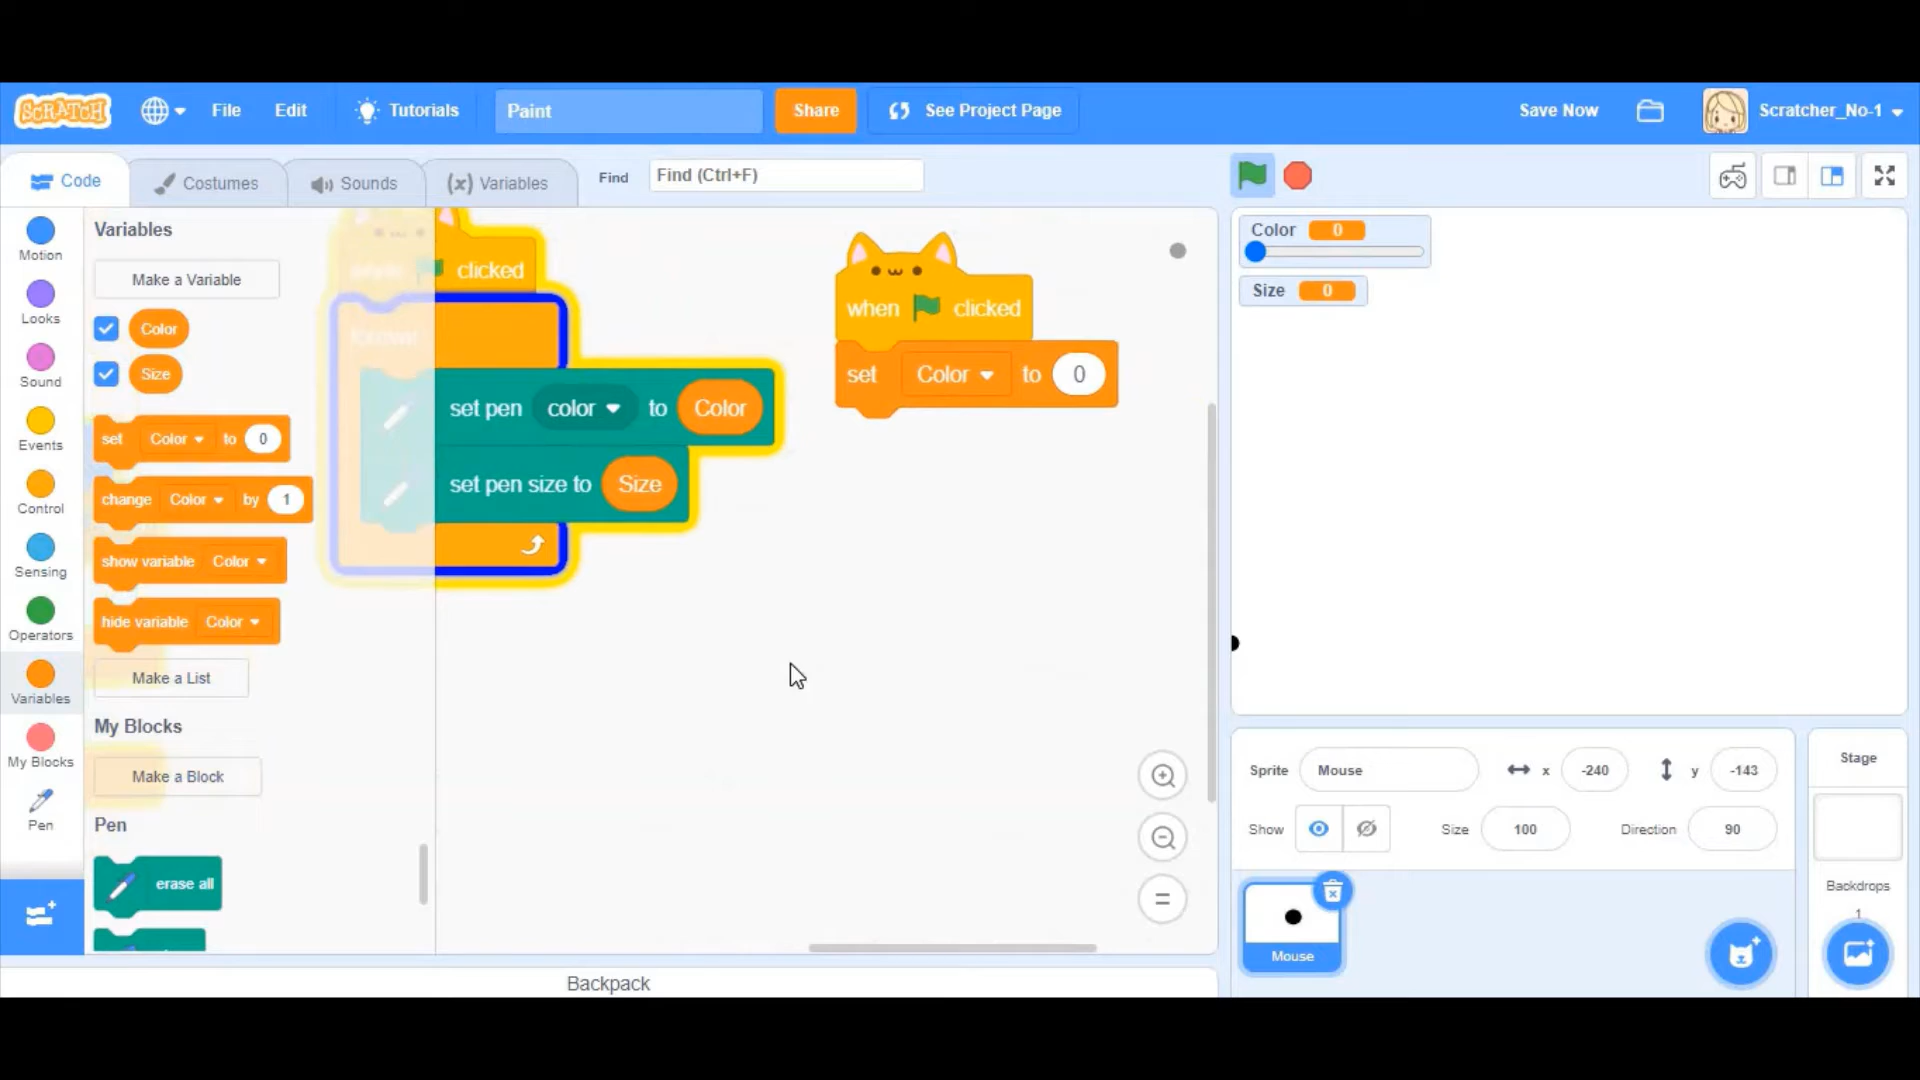 SCRATCH File Edit Tutorials Paint Share See Project Page Save Now Scratcher_No-1
Code Costumes Sounds (x) Variables Find Find (Ctrl+F)
Motion
Looks
Sound
Events
Control
Sensing
Operators
Variables
My Blocks
Pen
Variables
Make a Variable
Color
Size
set Color to 0
change Color by 1
show variable Color
hide variable Color
Make a List
My Blocks
Make a Block
Pen
erase all
clicked
set pen color to Color
set pen size to Size
when clicked
set Color to 0
Backpack
Color 0
Size 0
Sprite Mouse x -240 y -143
Show Size 100 Direction 90
Mouse
Stage
Backdrops
1